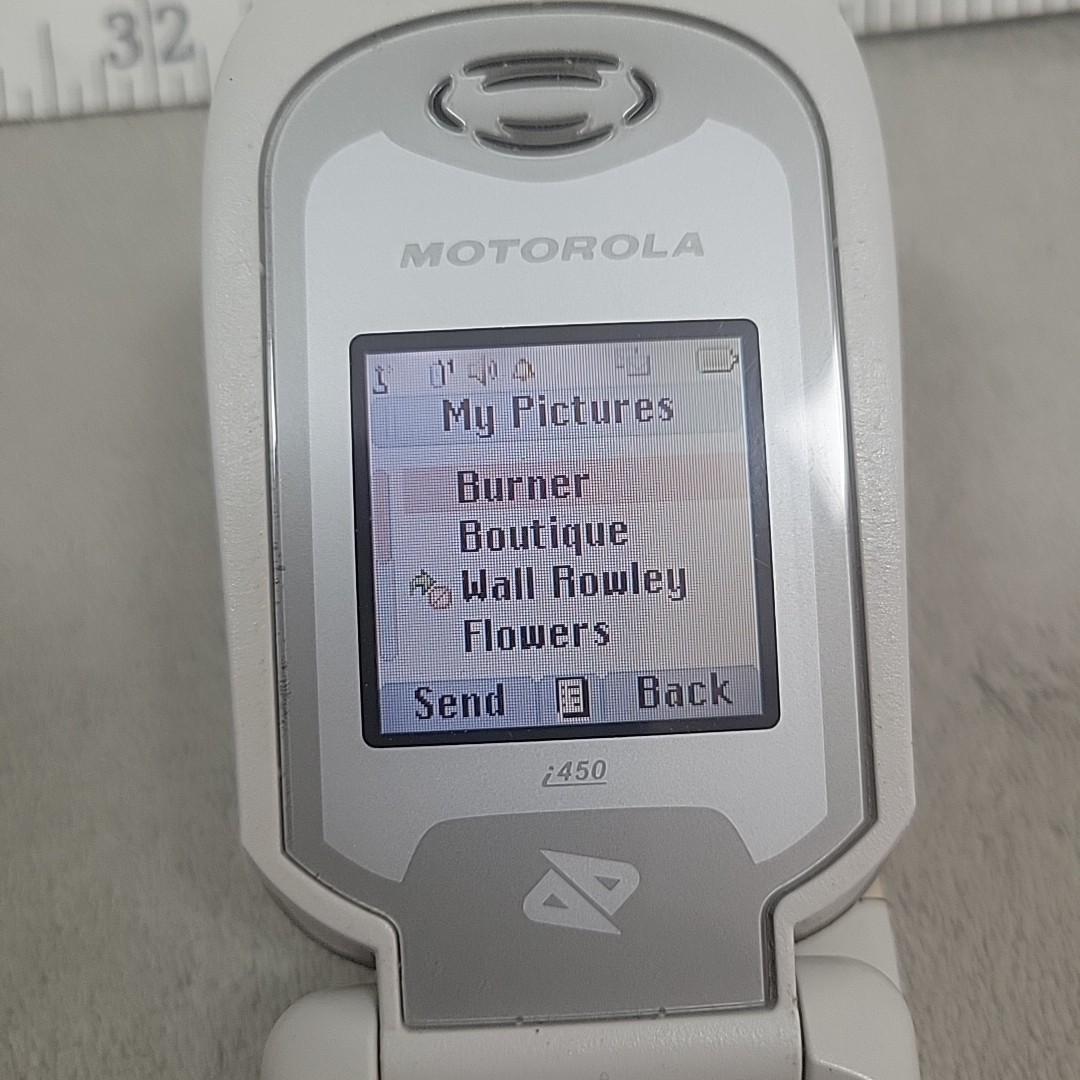 32
MOTOROLA
My Pictures
Burner
Boutique
Wall Rowley
Flowers
Send Back
i450